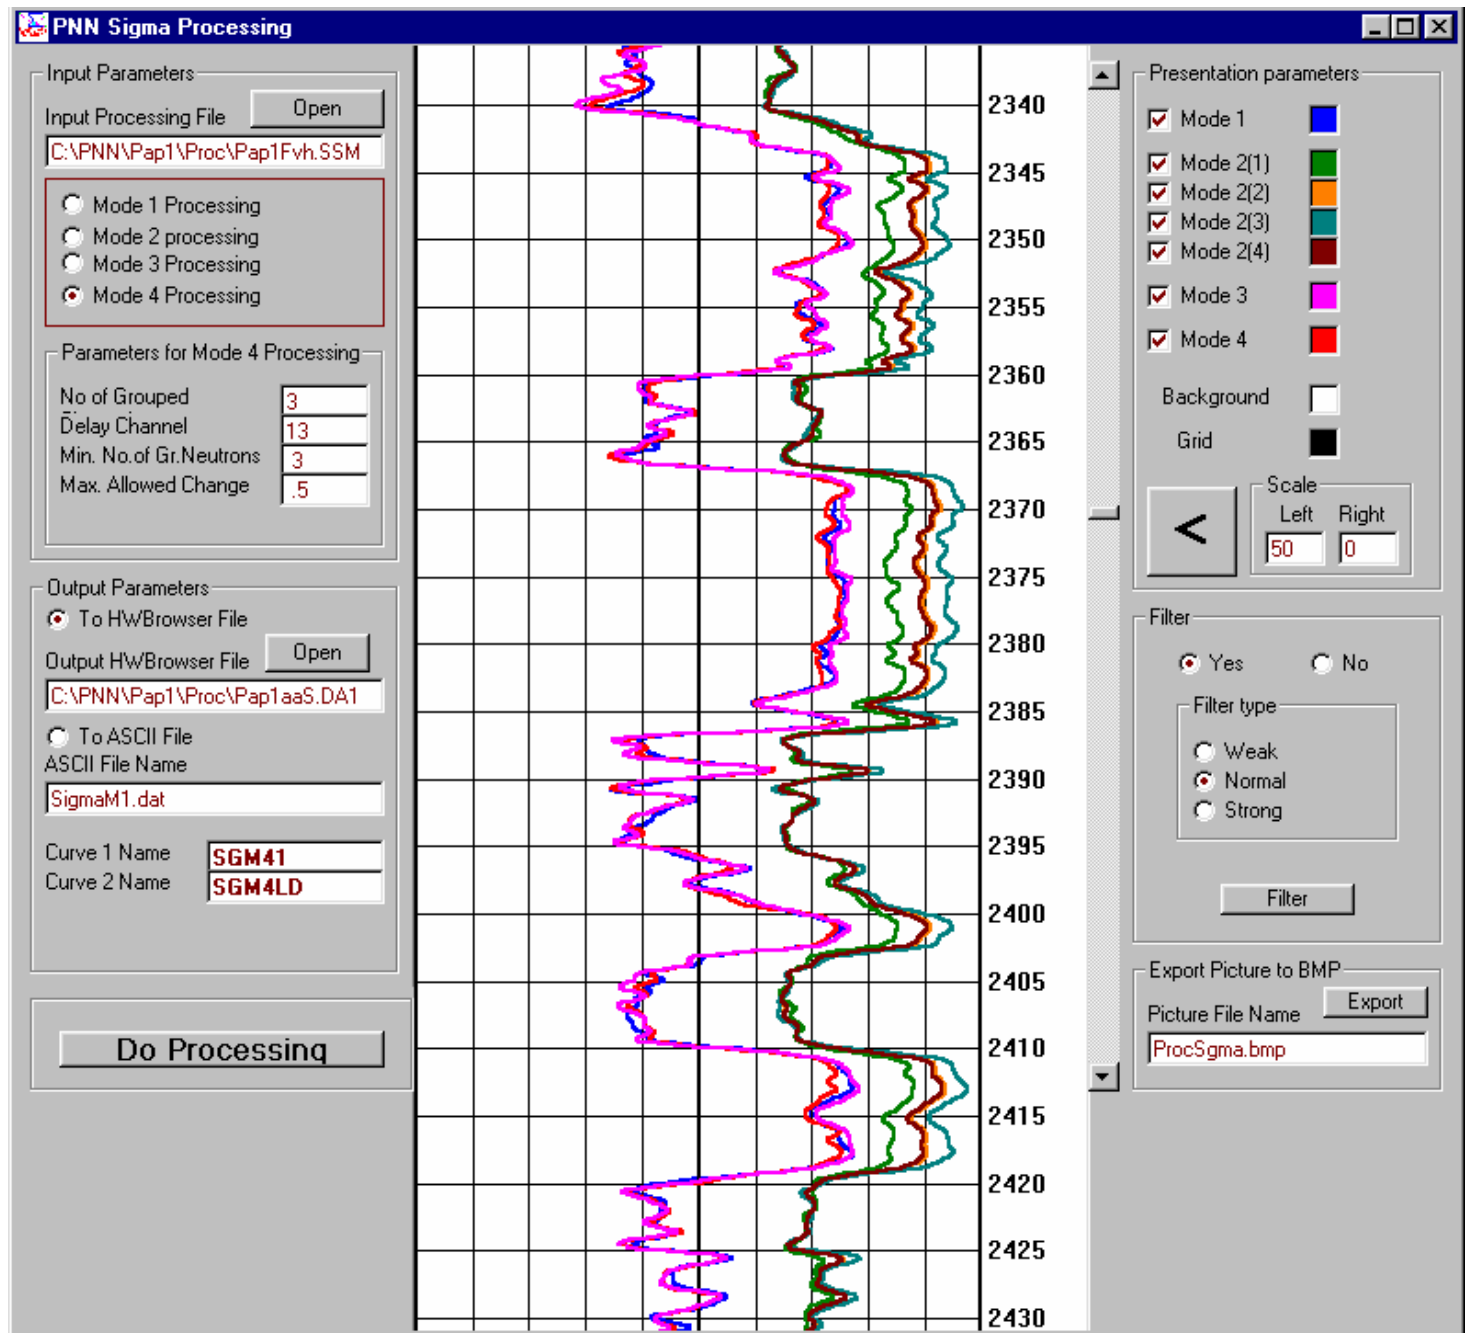 PNN Sigma Processing
Input Parameters
Input Processing File
Open
C:\PNN\Pap1\Proc\Pap1Fvh.SSM
Mode 1 Processing
Mode 2 processing
Mode 3 Processing
Mode 4 Processing
Parameters for Mode 4 Processing
No of Grouped
3
Delay Channel
13
Min. No.of Gr.Neutrons
3
Max. Allowed Change
.5
Output Parameters
To HWBrowser File
Output HWBrowser File
Open
C:\PNN\Pap1\Proc\Pap1aaS.DA1
To ASCII File
ASCII File Name
SigmaM1.dat
Curve 1 Name
SGM41
Curve 2 Name
SGM4LD
Do Processing
2340
2345
2350
2355
2360
2365
2370
2375
2380
2385
2390
2395
2400
2405
2410
2415
2420
2425
2430
Presentation parameters
Mode 1
Mode 2(1)
Mode 2(2)
Mode 2(3)
Mode 2(4)
Mode 3
Mode 4
Background
Grid
<
Scale
Left
Right
50
0
Filter
Yes
No
Filter type
Weak
Normal
Strong
Filter
Export Picture to BMP
Picture File Name
Export
ProcSgma.bmp